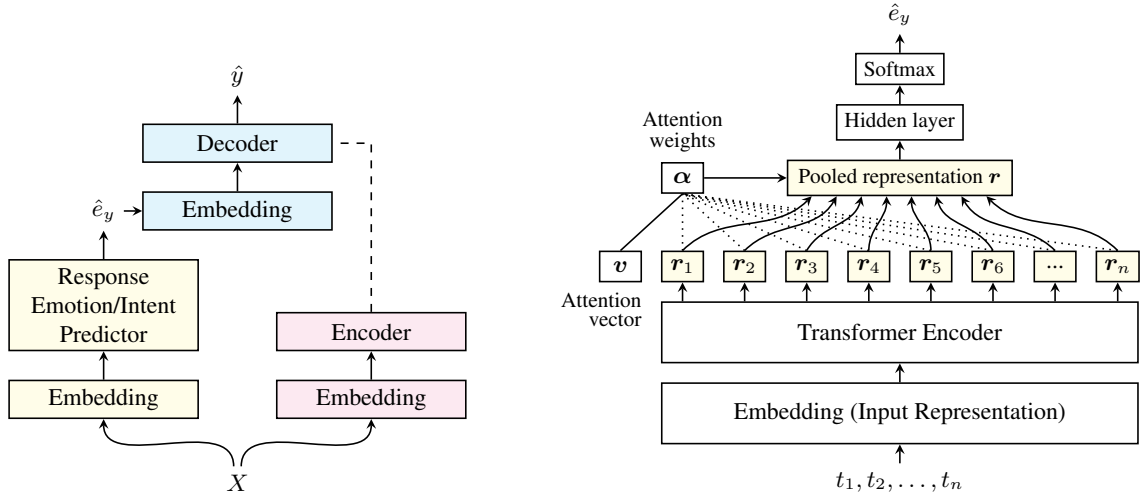 ŷ
Decoder
Embedding
ê_y
Response
Emotion/Intent
Predictor
Embedding
Encoder
Embedding
X
ê_y
Softmax
Hidden layer
Attention
weights
α
Pooled representation r
v
r_1 r_2 r_3 r_4 r_5 r_6 ... r_n
Attention
vector
Transformer Encoder
Embedding (Input Representation)
t_1, t_2, . . . , t_n